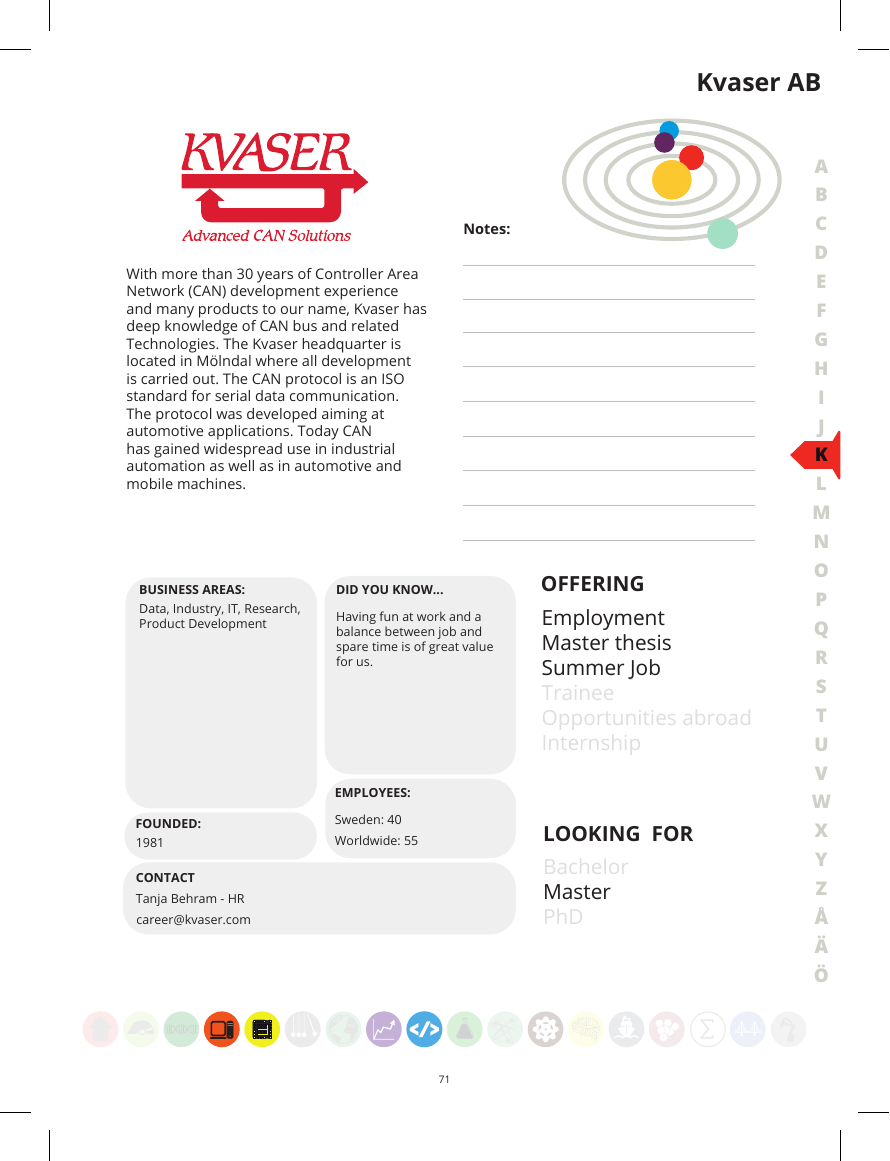 Kvaser AB
KVASER
Advanced CAN Solutions
Notes:
With more than 30 years of Controller Area
Network (CAN) development experience
and many products to our name, Kvaser has
deep knowledge of CAN bus and related
Technologies. The Kvaser headquarter is
located in Mölndal where all development
is carried out. The CAN protocol is an ISO
standard for serial data communication.
The protocol was developed aiming at
automotive applications. Today CAN
has gained widespread use in industrial
automation as well as in automotive and
mobile machines.
BUSINESS AREAS:
Data, Industry, IT, Research,
Product Development
DID YOU KNOW...
Having fun at work and a
balance between job and
spare time is of great value
for us.
EMPLOYEES:
Sweden: 40
Worldwide: 55
FOUNDED:
1981
CONTACT
Tanja Behram - HR
career@kvaser.com
OFFERING
Employment
Master thesis
Summer Job
Trainee
Opportunities abroad
Internship
LOOKING FOR
Bachelor
Master
PhD
A
B
C
D
E
F
G
H
I
J
K
L
M
N
O
P
Q
R
S
T
U
V
W
X
Y
Z
Å
Ä
Ö
</>
Σ
71